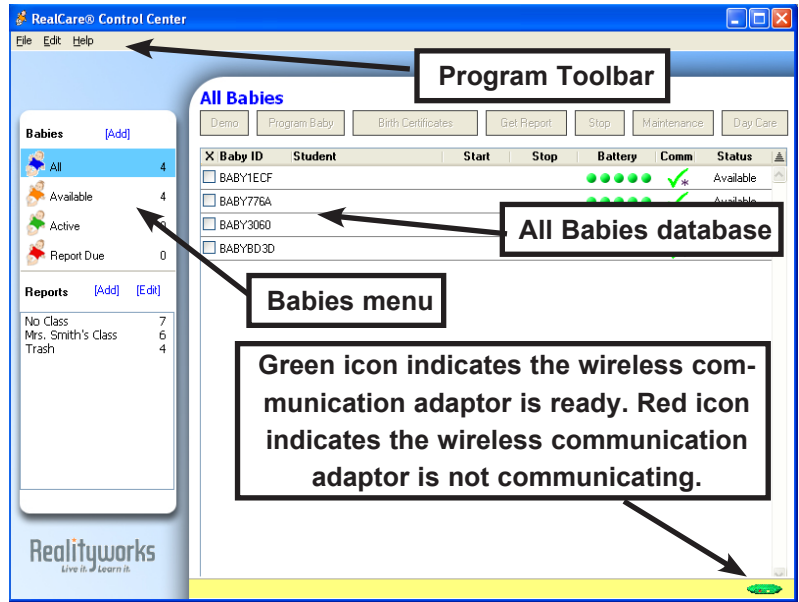 RealCare® Control Center
File Edit Help
Program Toolbar
All Babies
Demo Program Baby Birth Certificates Get Report Stop Maintenance Day Care
Babies [Add]
All 4
Available 4
Active
Report Due 0
X Baby ID Student Start Stop Battery Comm Status
BABY1ECF Available
BABY776A Available
BABY3060
BABYBD3D
All Babies database
Babies menu
Reports [Add] [Edit]
No Class 7
Mrs. Smith's Class 6
Trash 4
Green icon indicates the wireless com-
munication adaptor is ready. Red icon
indicates the wireless communication
adaptor is not communicating.
Realityworks
Live it. Learn it.